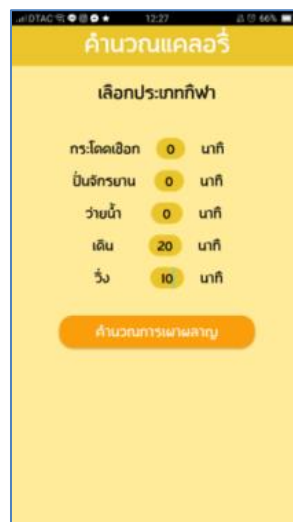 DTAC 12:27 66%
คำนวณแคลอรี่
เลือกประเภทกีฬา
กระโดดเชือก 0 นาที
ปั่นจักรยาน 0 นาที
ว่ายน้ำ 0 นาที
เดิน 20 นาที
วิ่ง 10 นาที
คำนวณการเผาผลาญ